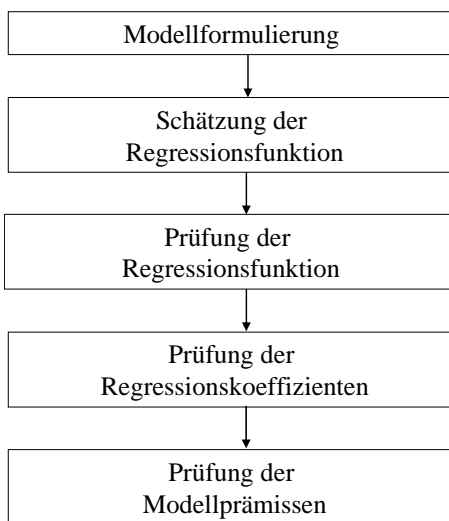 Modellformulierung
Schätzung der
Regressionsfunktion
Prüfung der
Regressionsfunktion
Prüfung der
Regressionskoeffizienten
Prüfung der
Modellprämissen